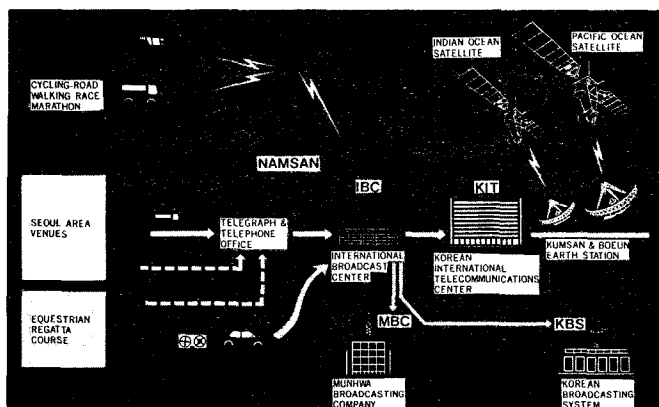 INDIAN OCEAN
SATELLITE
PACIFIC OCEAN
SATELLITE
CYCLING-ROAD
WALKING RACE
MARATHON
NAMSAN
IBC
KIT
SEOUL AREA
VENUES
TELEGRAPH &
TELEPHONE
OFFICE
INTERNATIONAL
BROADCAST
CENTER
KOREAN
INTERNATIONAL
TELECOMMUNICATIONS
CENTER
KUMSAN & BOEUN
EARTH STATION
EQUESTRIAN
REGATTA
COURSE
MBC
KBS
MUNHWA
BROADCASTING
COMPANY
KOREAN
BROADCASTING
SYSTEM